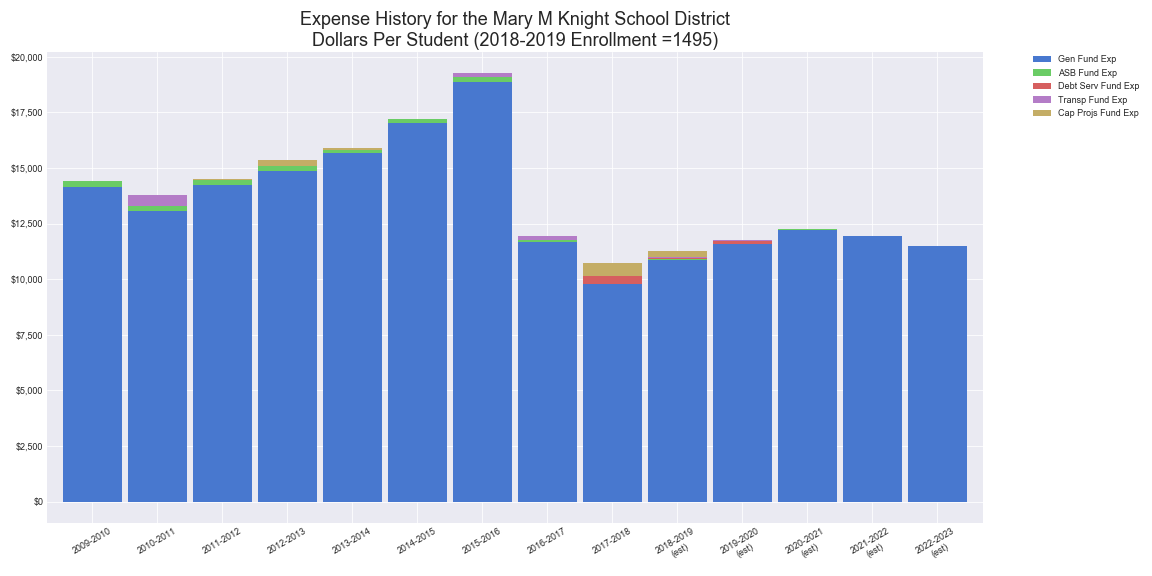 Expense History for the Mary M Knight School District
Dollars Per Student (2018-2019 Enrollment =1495)
$20,000
$17,500
$15,000
$12,500
$10,000
$7,500
$5,000
$2,500
$0
Gen Fund Exp
ASB Fund Exp
Debt Serv Fund Exp
Transp Fund Exp
Cap Projs Fund Exp
2009-2010
2010-2011
2011-2012
2012-2013
2013-2014
2014-2015
2015-2016
2016-2017
2017-2018
2018-2019
(est)
2019-2020
(est)
2020-2021
(est)
2021-2022
(est)
2022-2023
(est)